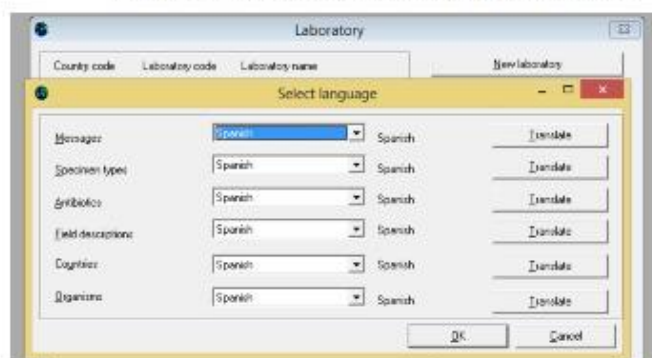 Laboratory
Country code Laboratory code Laboratory name New laboratory
Select language
Messages Spanish Spanish Translate
Specimen types Spanish Spanish Translate
Antibiotics Spanish Spanish Translate
Field descriptions Spanish Spanish Translate
Countries Spanish Spanish Translate
Organisms Spanish Spanish Translate
OK Cancel